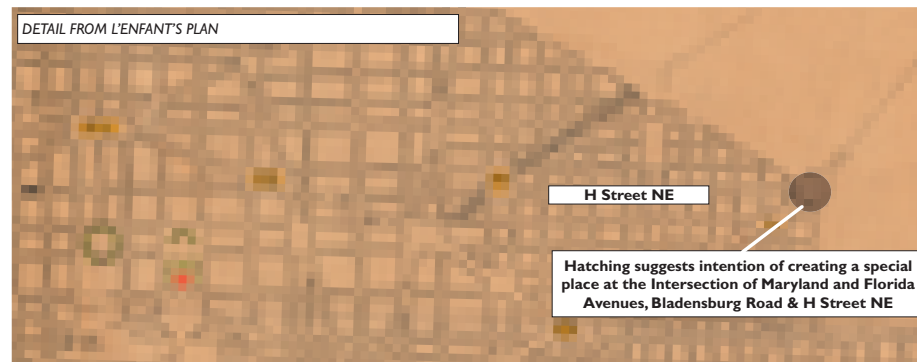 DETAIL FROM L'ENFANT'S PLAN
H Street NE
Hatching suggests intention of creating a special
place at the Intersection of Maryland and Florida
Avenues, Bladensburg Road & H Street NE